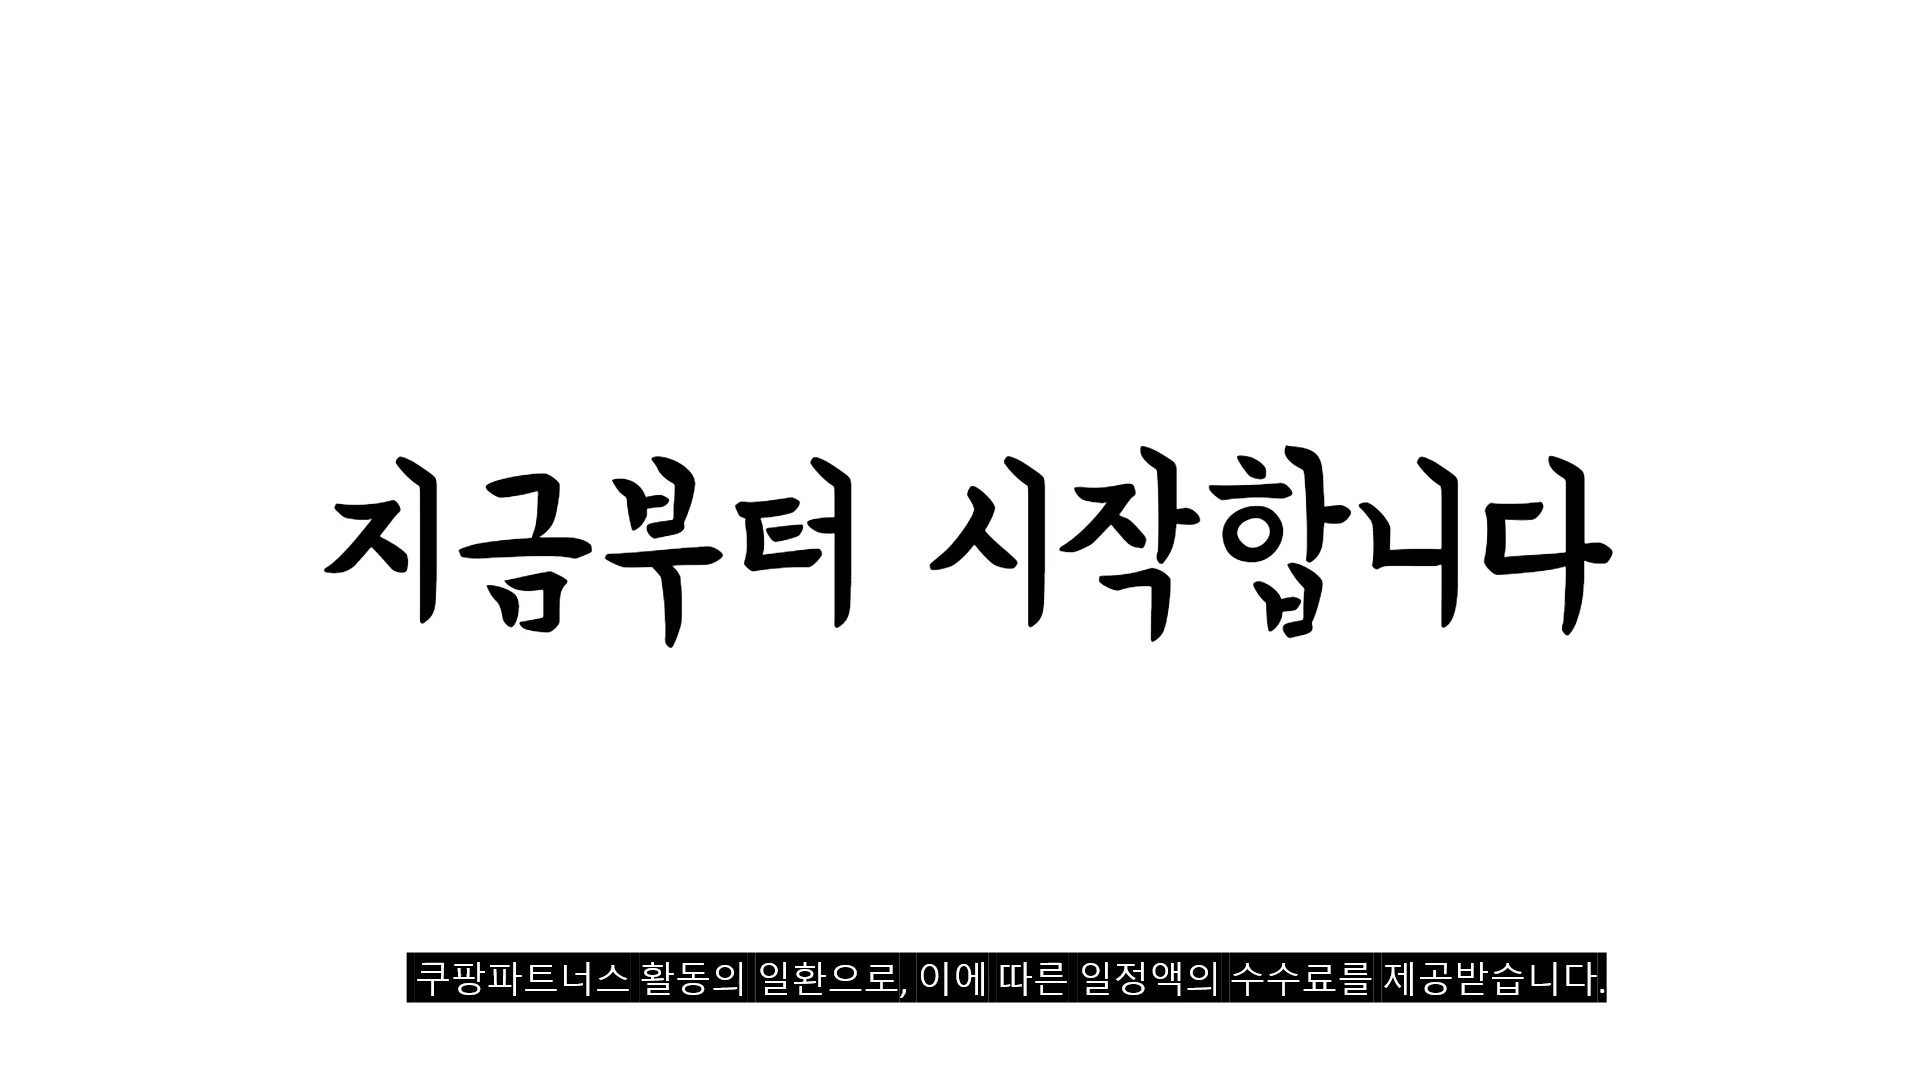 지금부터 시작합니다
쿠팡파트너스 활동의 일환으로, 이에 따른 일정액의 수수료를 제공받습니다.